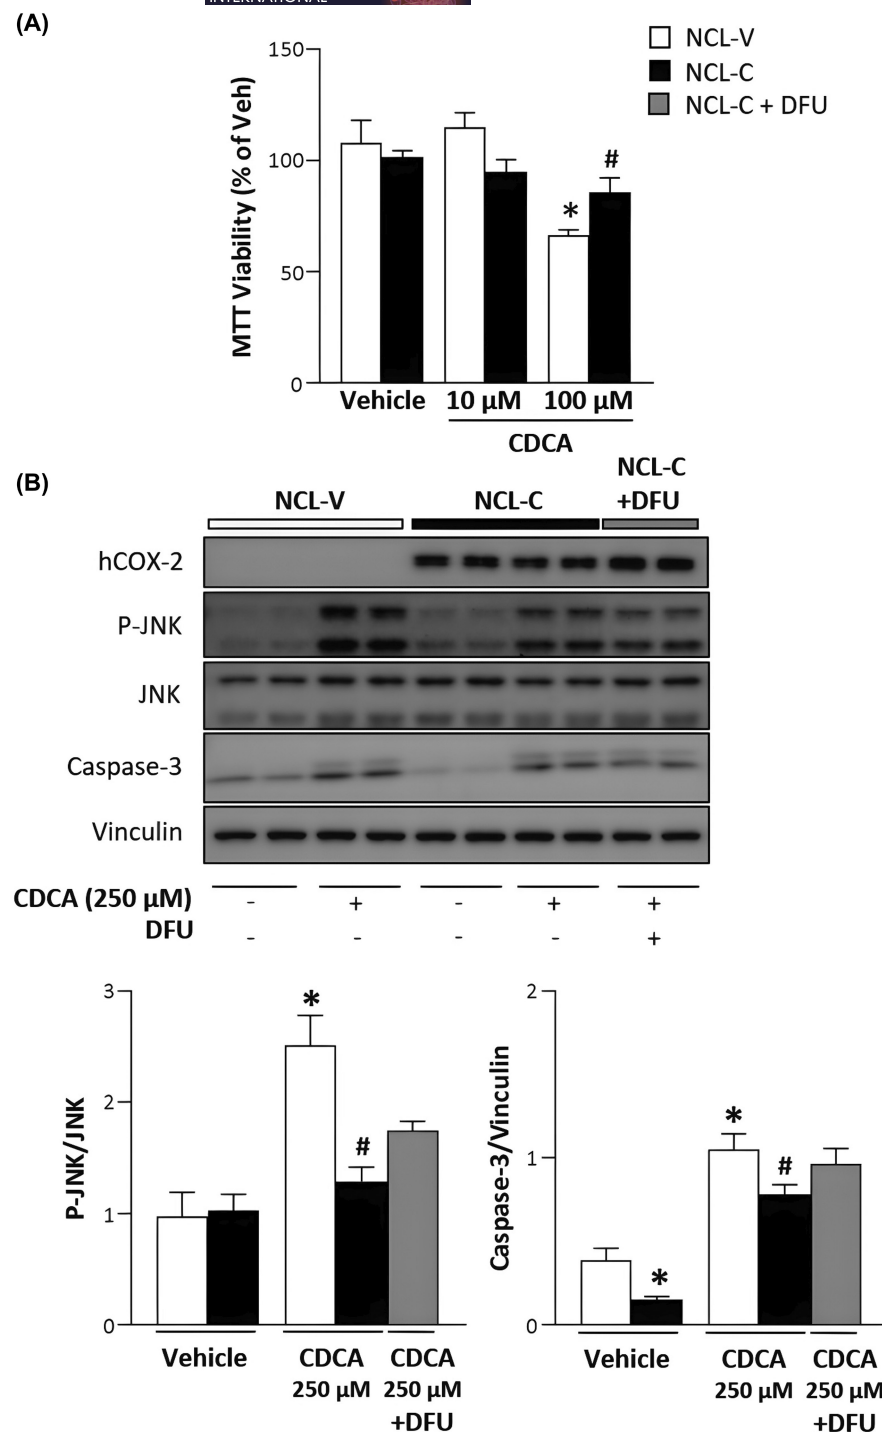 INTERNATIONAL
(A)
NCL-V
NCL-C
NCL-C + DFU
MTT Viability (% of Veh)
150
100
50
0
*
#
Vehicle 10 µM 100 µM
CDCA
(B)
NCL-V NCL-C NCL-C
+DFU
hCOX-2
P-JNK
JNK
Caspase-3
Vinculin
CDCA (250 µM) - + - + +
DFU - - - - +
P-JNK/JNK
3
2
1
0
*
#
Vehicle CDCA CDCA
250 µM 250 µM
+DFU
Caspase-3/Vinculin
2
1
0
*
*
#
Vehicle CDCA CDCA
250 µM 250 µM
+DFU